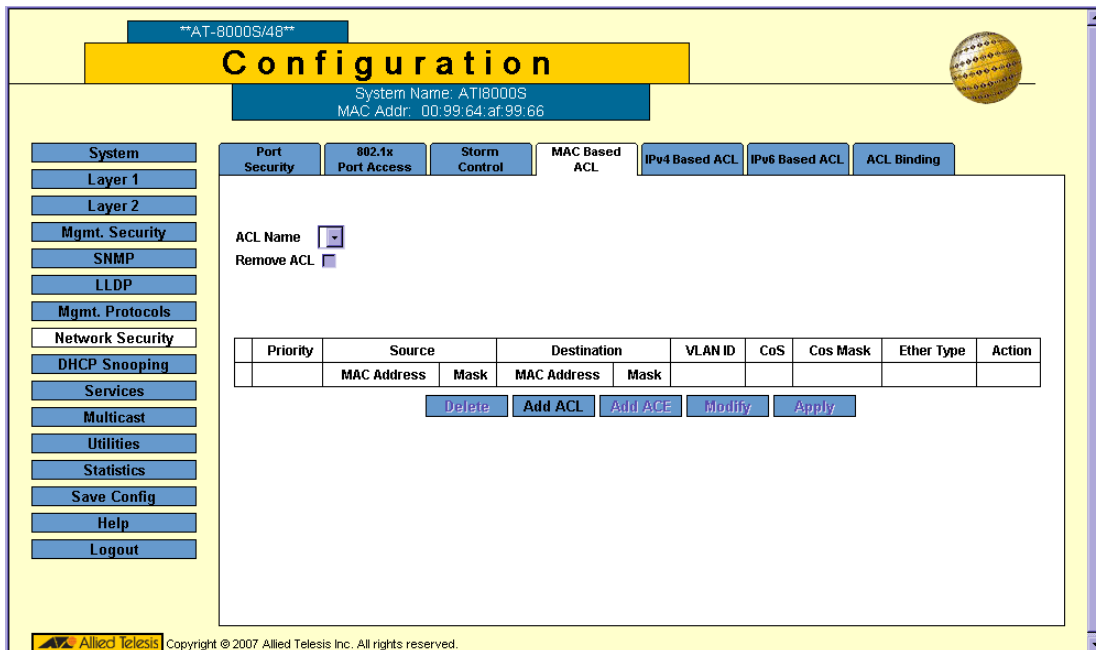 **AT-8000S/48**
Configuration
System Name: ATI8000S
MAC Addr: 00:99:64:af:99:66
System
Layer 1
Layer 2
Mgmt. Security
SNMP
LLDP
Mgmt. Protocols
Network Security
DHCP Snooping
Services
Multicast
Utilities
Statistics
Save Config
Help
Logout
Port Security
802.1x Port Access
Storm Control
MAC Based ACL
IPv4 Based ACL
IPv6 Based ACL
ACL Binding
ACL Name
Remove ACL
Priority Source Destination VLAN ID CoS Cos Mask Ether Type Action
MAC Address Mask MAC Address Mask
Delete Add ACL Add ACE Modify Apply
Allied Telesis Copyright © 2007 Allied Telesis Inc. All rights reserved.